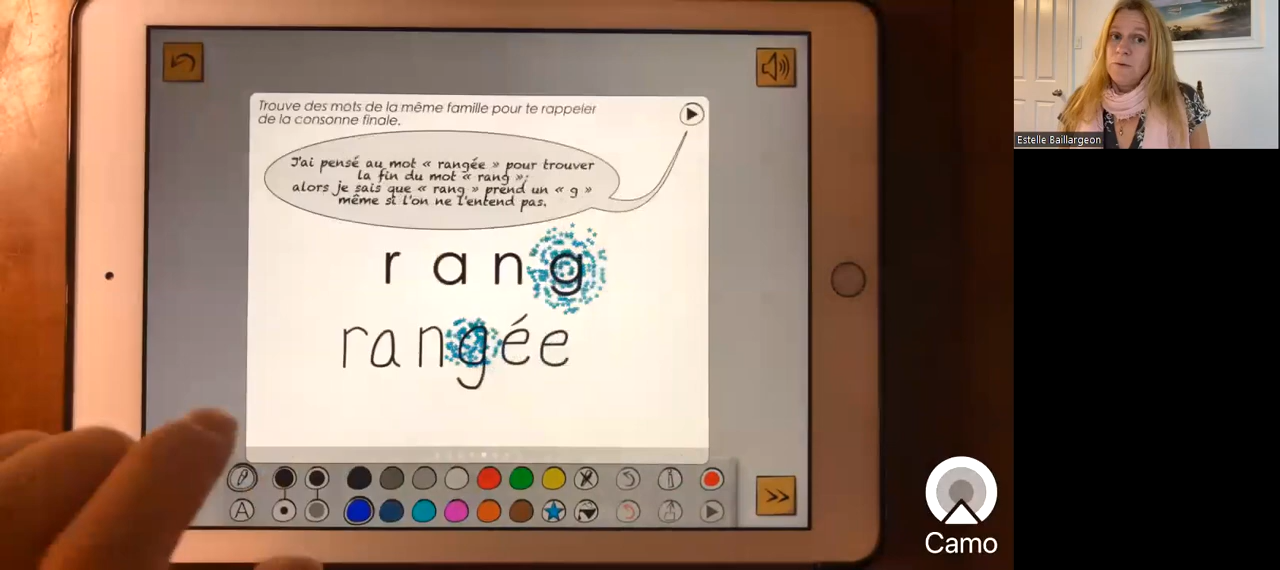 Trouve des mots de la même famille pour te rappeler
de la consonne finale.
J'ai pensé au mot « rangée » pour trouver
la fin du mot « rang »;
alors je sais que « rang » prend un « g »
même si l'on ne l'entend pas.
rang
rangée
A
>>
Estelle Baillargeon
Camo